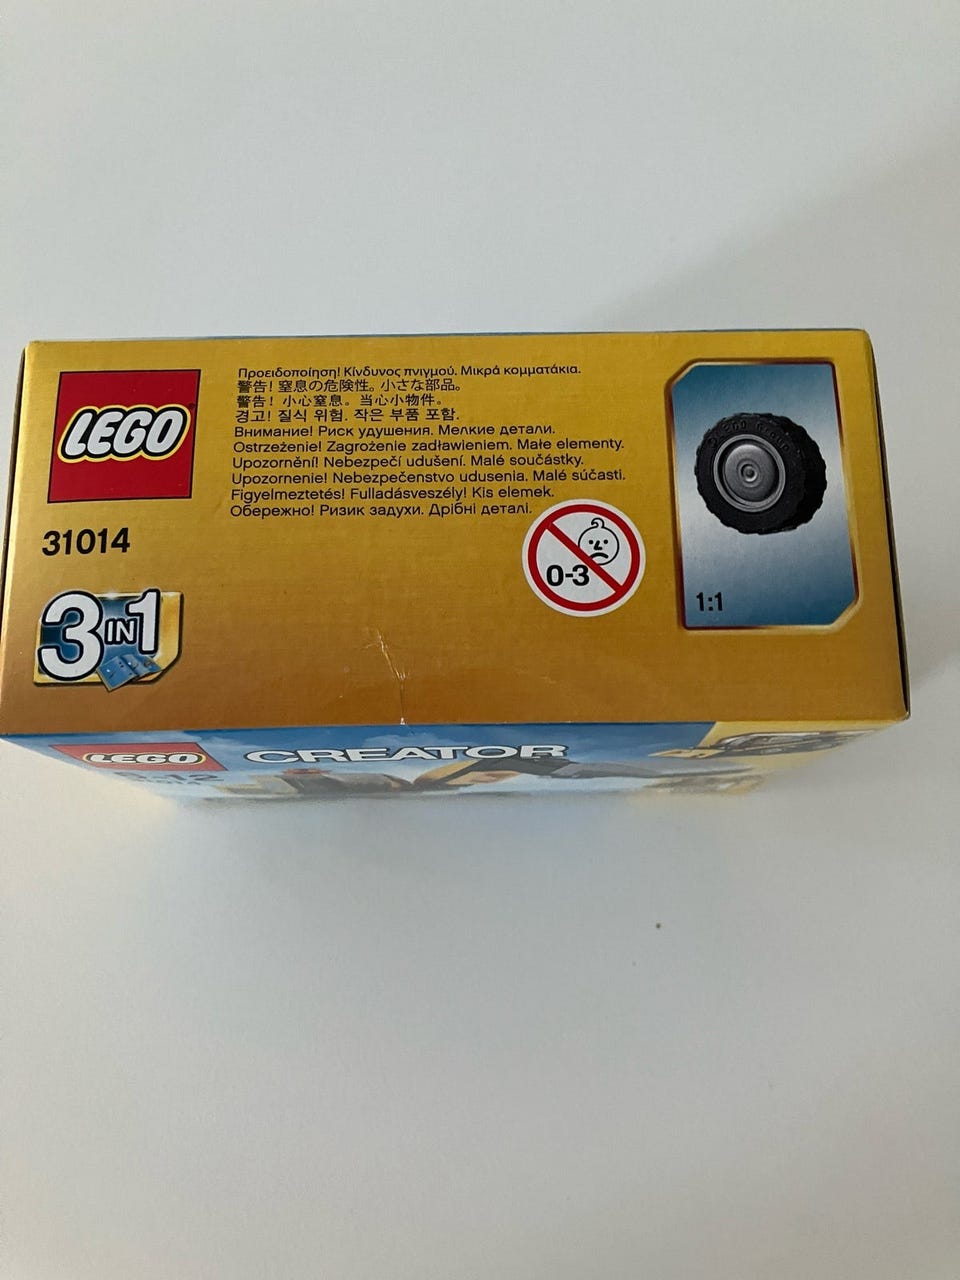 LEGO
31014
3 IN 1
Προειδοποίηση! Κίνδυνος πνιγμού. Μικρά κομματάκια.
警告! 窒息の危険性。小さな部品。
警告! 小心窒息。当心小物件。
경고! 질식 위험. 작은 부품 포함.
Внимание! Риск удушения. Мелкие детали.
Ostrzeżenie! Zagrożenie zadławieniem. Małe elementy.
Upozornění! Nebezpečí udušení. Malé součástky.
Upozornenie! Nebezpečenstvo udusenia. Malé súčasti.
Figyelmeztetés! Fulladásveszély! Kis elemek.
Обережно! Ризик задухи. Дрібні деталі.
0-3
1:1
LEGO
CREATOR